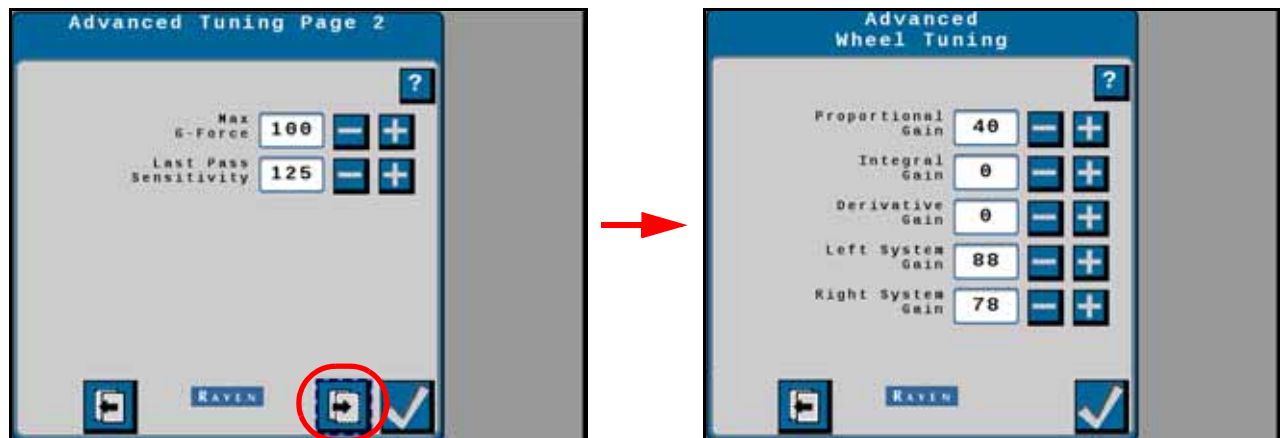 Advanced Tuning Page 2
?
Max
G-Force 100
Last Pass
Sensitivity 125
RAVEN
Advanced
Wheel Tuning
?
Proportional
Gain 40
Integral
Gain 0
Derivative
Gain 0
Left System
Gain 88
Right System
Gain 78
RAVEN